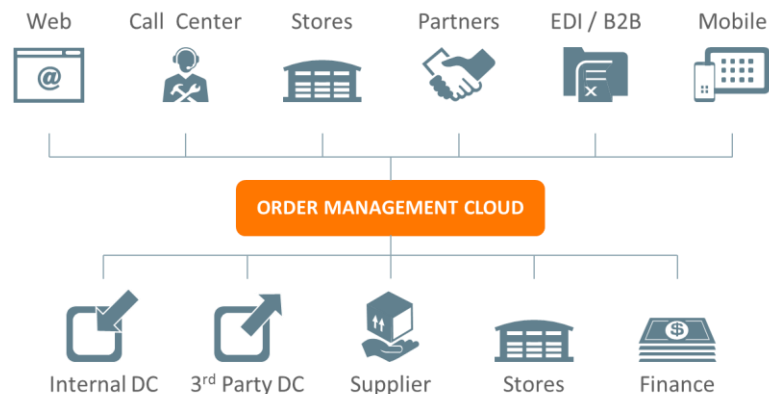 Web
Call Center
Stores
Partners
EDI / B2B
Mobile
@
X
ORDER MANAGEMENT CLOUD
$
Internal DC
3rd Party DC
Supplier
Stores
Finance